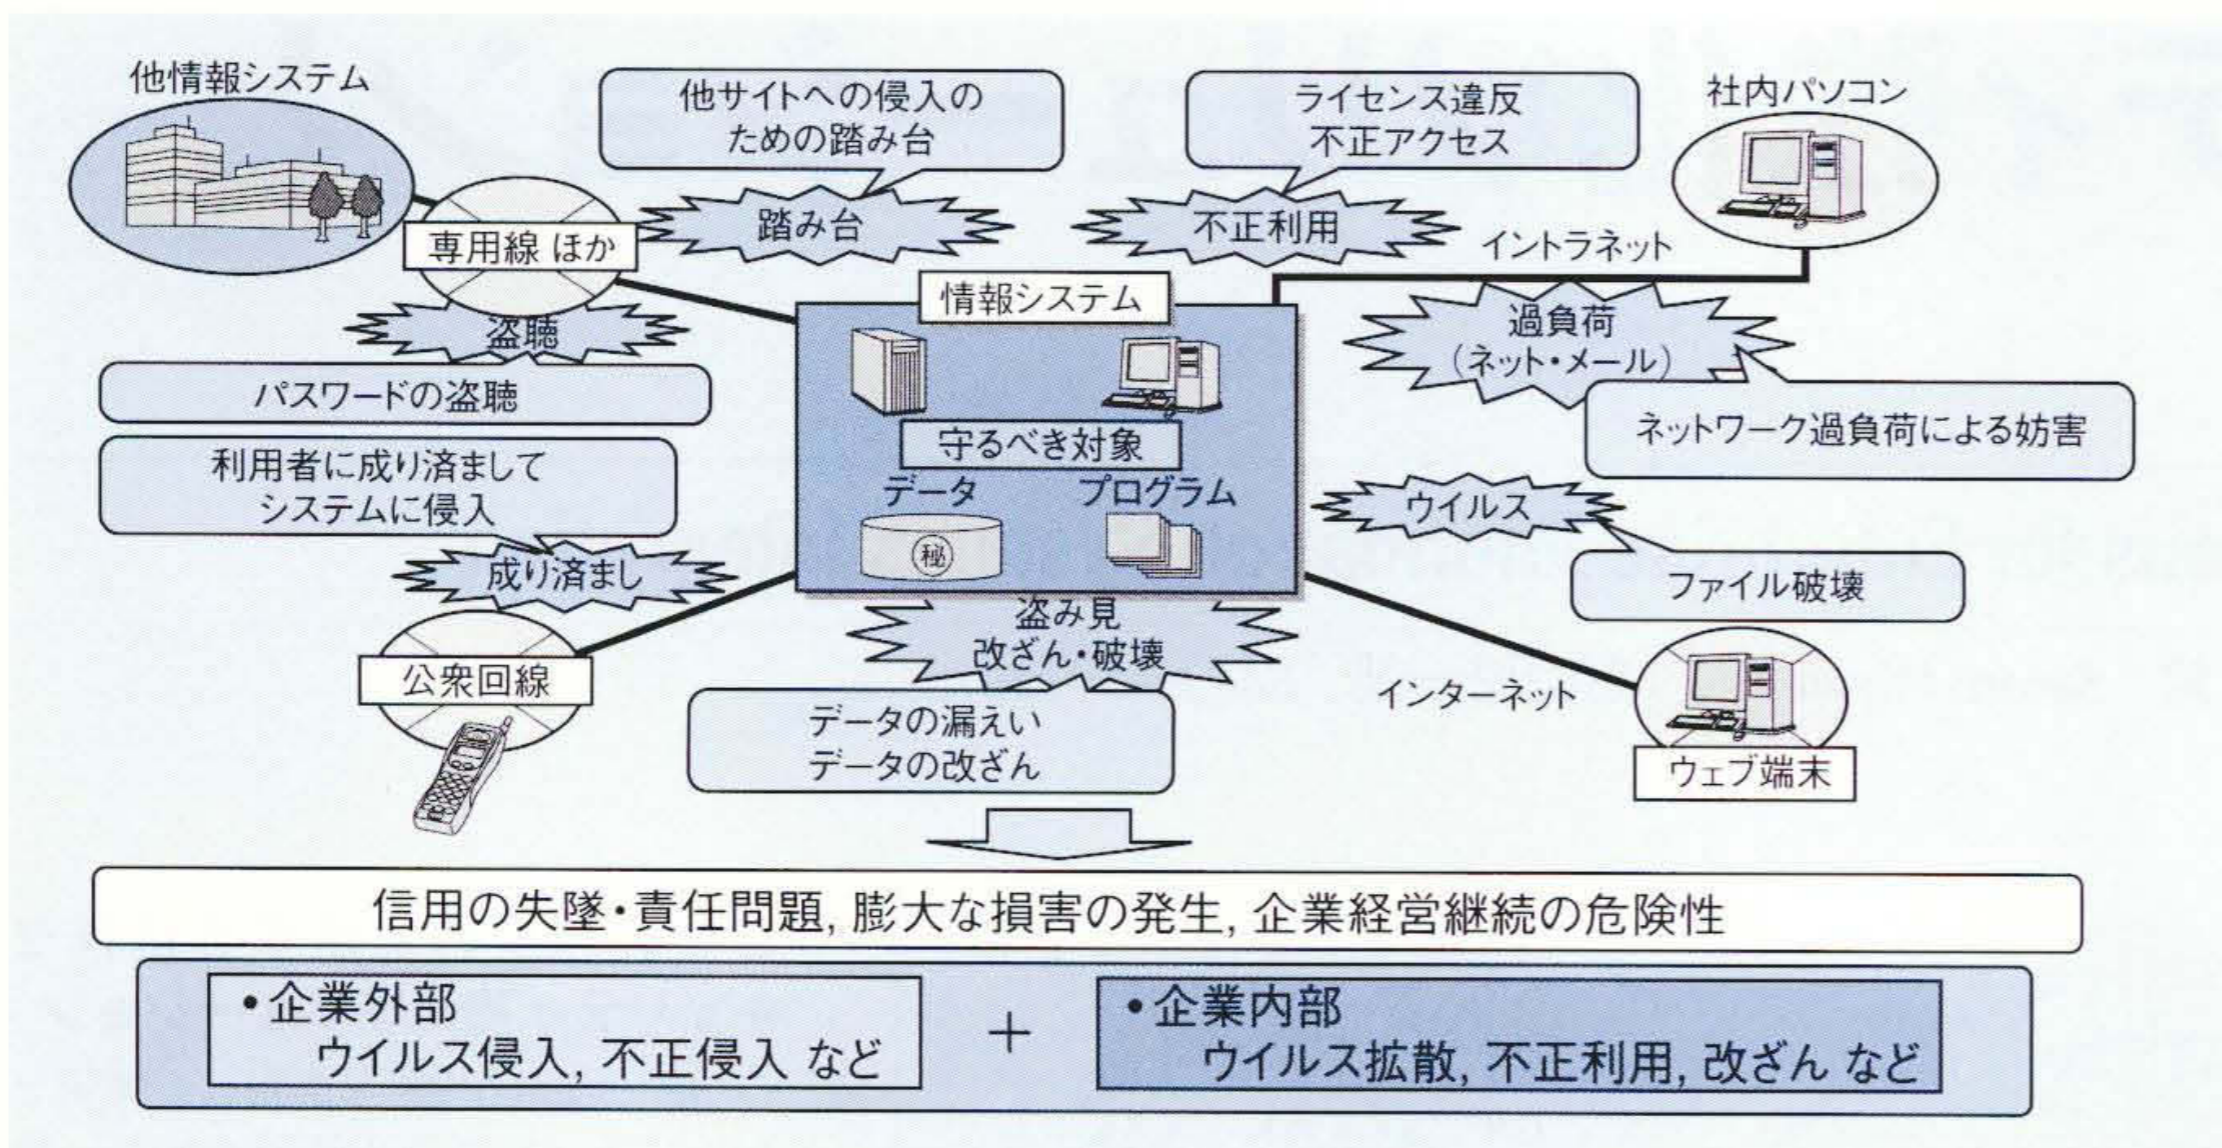 他情報システム
他サイトへの侵入の
ための踏み台
ライセンス違反
不正アクセス
社内パソコン
専用線 ほか
踏み台
不正利用
イントラネット
盗聴
情報システム
過負荷
(ネット・メール)
パスワードの盗聴
ネットワーク過負荷による妨害
利用者に成り済まして
システムに侵入
守るべき対象
データ
プログラム
秘
ウイルス
成り済まし
ファイル破壊
盗み見
改ざん・破壊
公衆回線
データの漏えい
データの改ざん
インターネット
ウェブ端末
信用の失墜・責任問題, 膨大な損害の発生, 企業経営継続の危険性
•企業外部
ウイルス侵入, 不正侵入 など
+
•企業内部
ウイルス拡散, 不正利用, 改ざん など